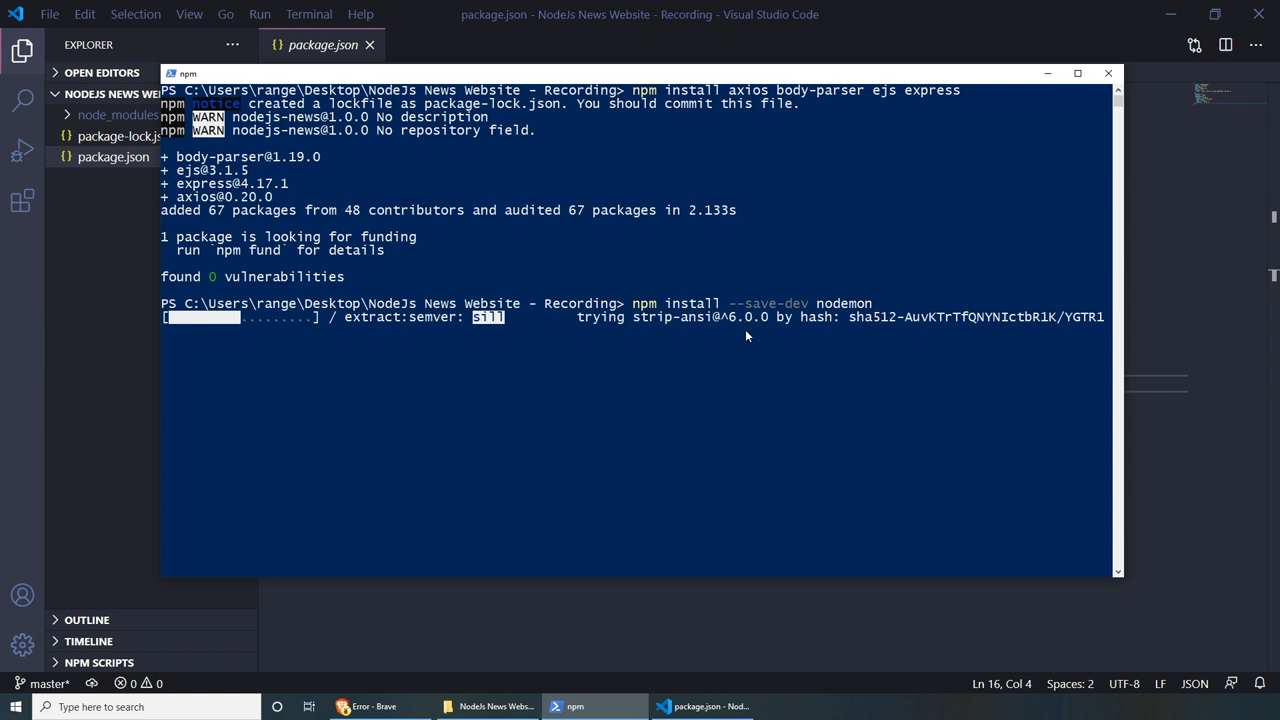 File Edit Selection View Go Run Terminal Help
package.json - NodeJs News Website - Recording - Visual Studio Code
EXPLORER
{} package.json
OPEN EDITORS
NODEJS NEWS WE
node_modules
{} package-lock.js
{} package.json
npm
PS C:\Users\range\Desktop\NodeJs News Website - Recording> npm install axios body-parser ejs express
npm notice created a lockfile as package-lock.json. You should commit this file.
npm WARN nodejs-news@1.0.0 No description
npm WARN nodejs-news@1.0.0 No repository field.
+ body-parser@1.19.0
+ ejs@3.1.5
+ express@4.17.1
+ axios@0.20.0
added 67 packages from 48 contributors and audited 67 packages in 2.133s
1 package is looking for funding
run `npm fund` for details
found 0 vulnerabilities
PS C:\Users\range\Desktop\NodeJs News Website - Recording> npm install --save-dev nodemon
[ .........] / extract:semver: sill trying strip-ansi@^6.0.0 by hash: sha512-AuvKTrTfQNYNIctbR1K/YGTR1
OUTLINE
TIMELINE
NPM SCRIPTS
master* 0 0
Ln 16, Col 4 Spaces: 2 UTF-8 LF JSON
Type here to search
Error - Brave
NodeJs News Webs...
npm
package.json - Nod...